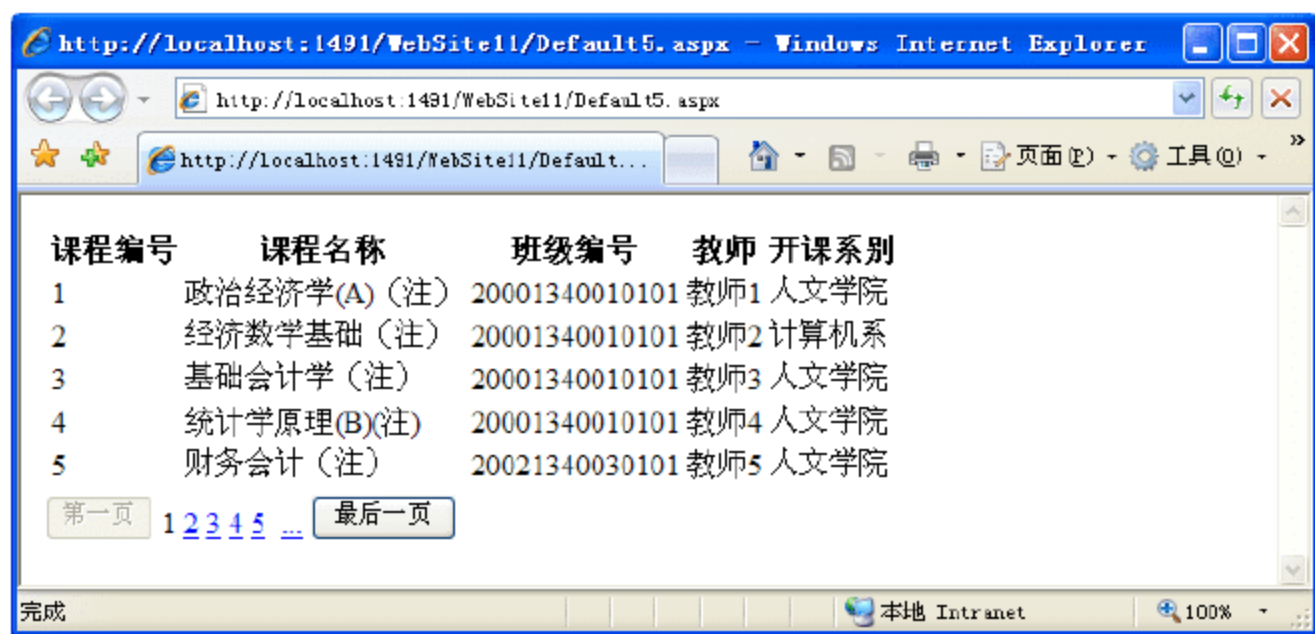 http://localhost:1491/WebSite11/Default5.aspx - Windows Internet Explorer
http://localhost:1491/WebSite11/Default5.aspx
http://localhost:1491/WebSite11/Default... 页面(P) 工具(O) »
课程编号 课程名称 班级编号 教师 开课系别
1 政治经济学(A)（注） 20001340010101 教师1 人文学院
2 经济数学基础（注） 20001340010101 教师2 计算机系
3 基础会计学（注） 20001340010101 教师3 人文学院
4 统计学原理(B)(注) 20001340010101 教师4 人文学院
5 财务会计（注） 20021340030101 教师5 人文学院
第一页 1 2 3 4 5 ... 最后一页
完成 本地 Intranet 100%